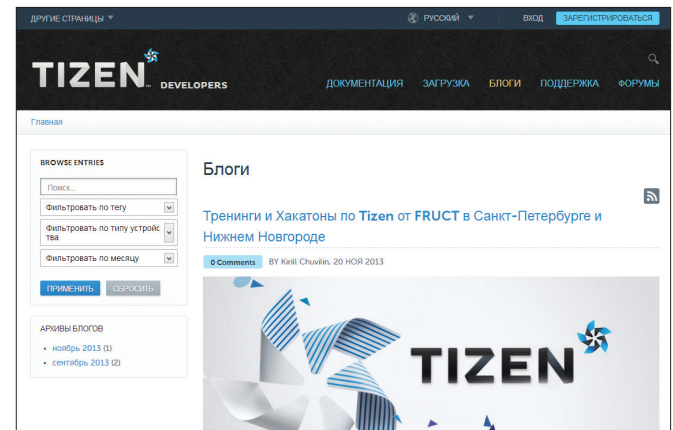 ДРУГИЕ СТРАНИЦЫ
РУССКИЙ
ВХОД
ЗАРЕГИСТРИРОВАТЬСЯ
TIZEN™ DEVELOPERS
ДОКУМЕНТАЦИЯ ЗАГРУЗКА БЛОГИ ПОДДЕРЖКА ФОРУМЫ
Главная
BROWSE ENTRIES
Поиск...
Фильтровать по тегу
Фильтровать по типу устройс
тва
Фильтровать по месяцу
ПРИМЕНИТЬ СБРОСИТЬ
АРХИВЫ БЛОГОВ
• ноябрь 2013 (1)
• сентябрь 2013 (2)
Блоги
Тренинги и Хакатоны по Tizen от FRUCT в Санкт-Петербурге и
Нижнем Новгороде
0 Comments BY Kirill Chuvilin, 20 НОЯ 2013
TIZEN™